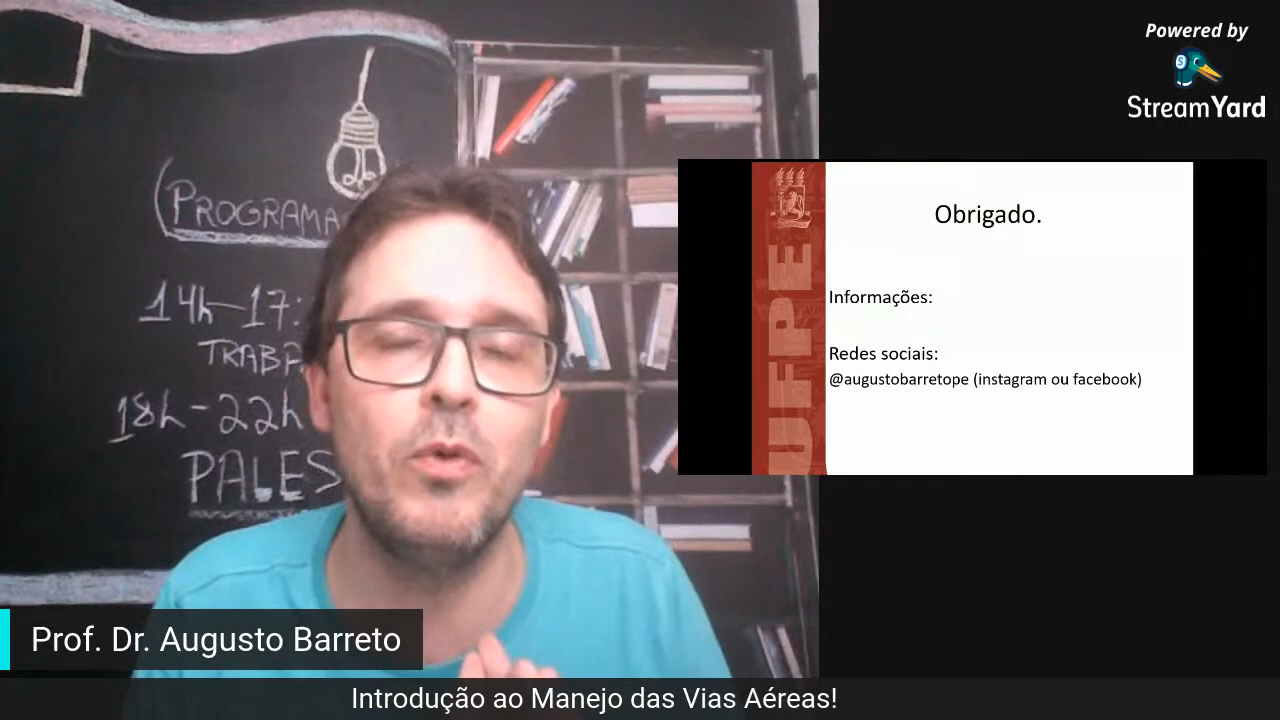 Powered by
StreamYard
(PROGRAMA
14h-17:
18h-22h
PALES
UFPE
Obrigado.
Informações:
Redes sociais:
@augustobarretope (instagram ou facebook)
Prof. Dr. Augusto Barreto
Introdução ao Manejo das Vias Aéreas!